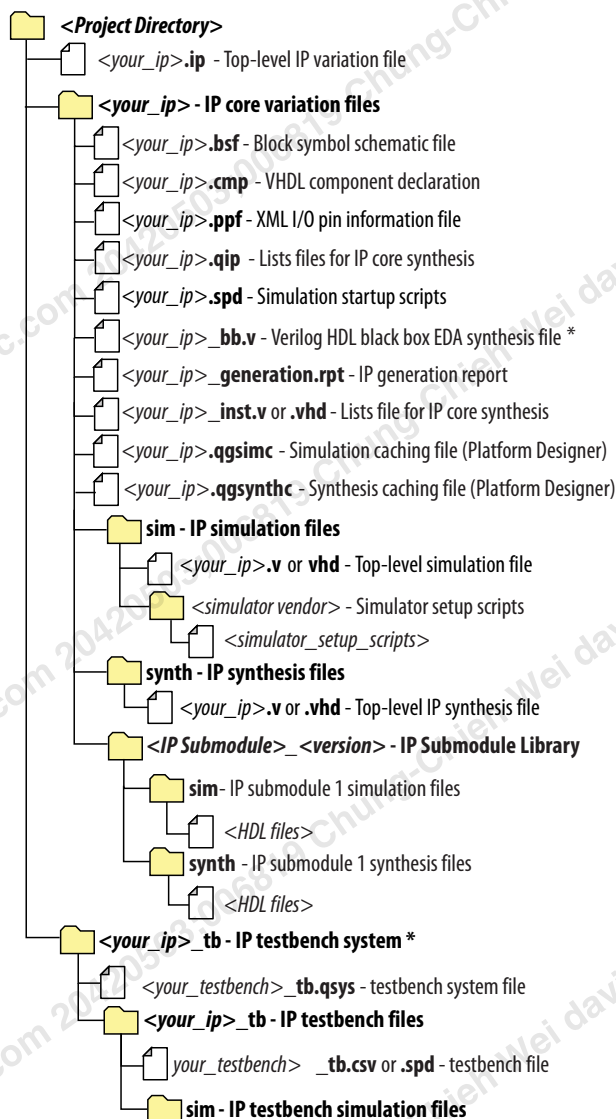 <Project Directory>
<your_ip>.ip - Top-level IP variation file
<your_ip> - IP core variation files
<your_ip>.bsf - Block symbol schematic file
<your_ip>.cmp - VHDL component declaration
<your_ip>.ppf - XML I/O pin information file
<your_ip>.qip - Lists files for IP core synthesis
<your_ip>.spd - Simulation startup scripts
<your_ip>_bb.v - Verilog HDL black box EDA synthesis file *
<your_ip>_generation.rpt - IP generation report
<your_ip>_inst.v or .vhd - Lists file for IP core synthesis
<your_ip>.qgsimc - Simulation caching file (Platform Designer)
<your_ip>.qgsynthc - Synthesis caching file (Platform Designer)
sim - IP simulation files
<your_ip>.v or vhd - Top-level simulation file
<simulator vendor> - Simulator setup scripts
<simulator_setup_scripts>
synth - IP synthesis files
<your_ip>.v or .vhd - Top-level IP synthesis file
<IP Submodule>_<version> - IP Submodule Library
sim- IP submodule 1 simulation files
<HDL files>
synth - IP submodule 1 synthesis files
<HDL files>
<your_ip>_tb - IP testbench system *
<your_testbench>_tb.qsys - testbench system file
<your_ip>_tb - IP testbench files
your_testbench> _tb.csv or .spd - testbench file
sim - IP testbench simulation files